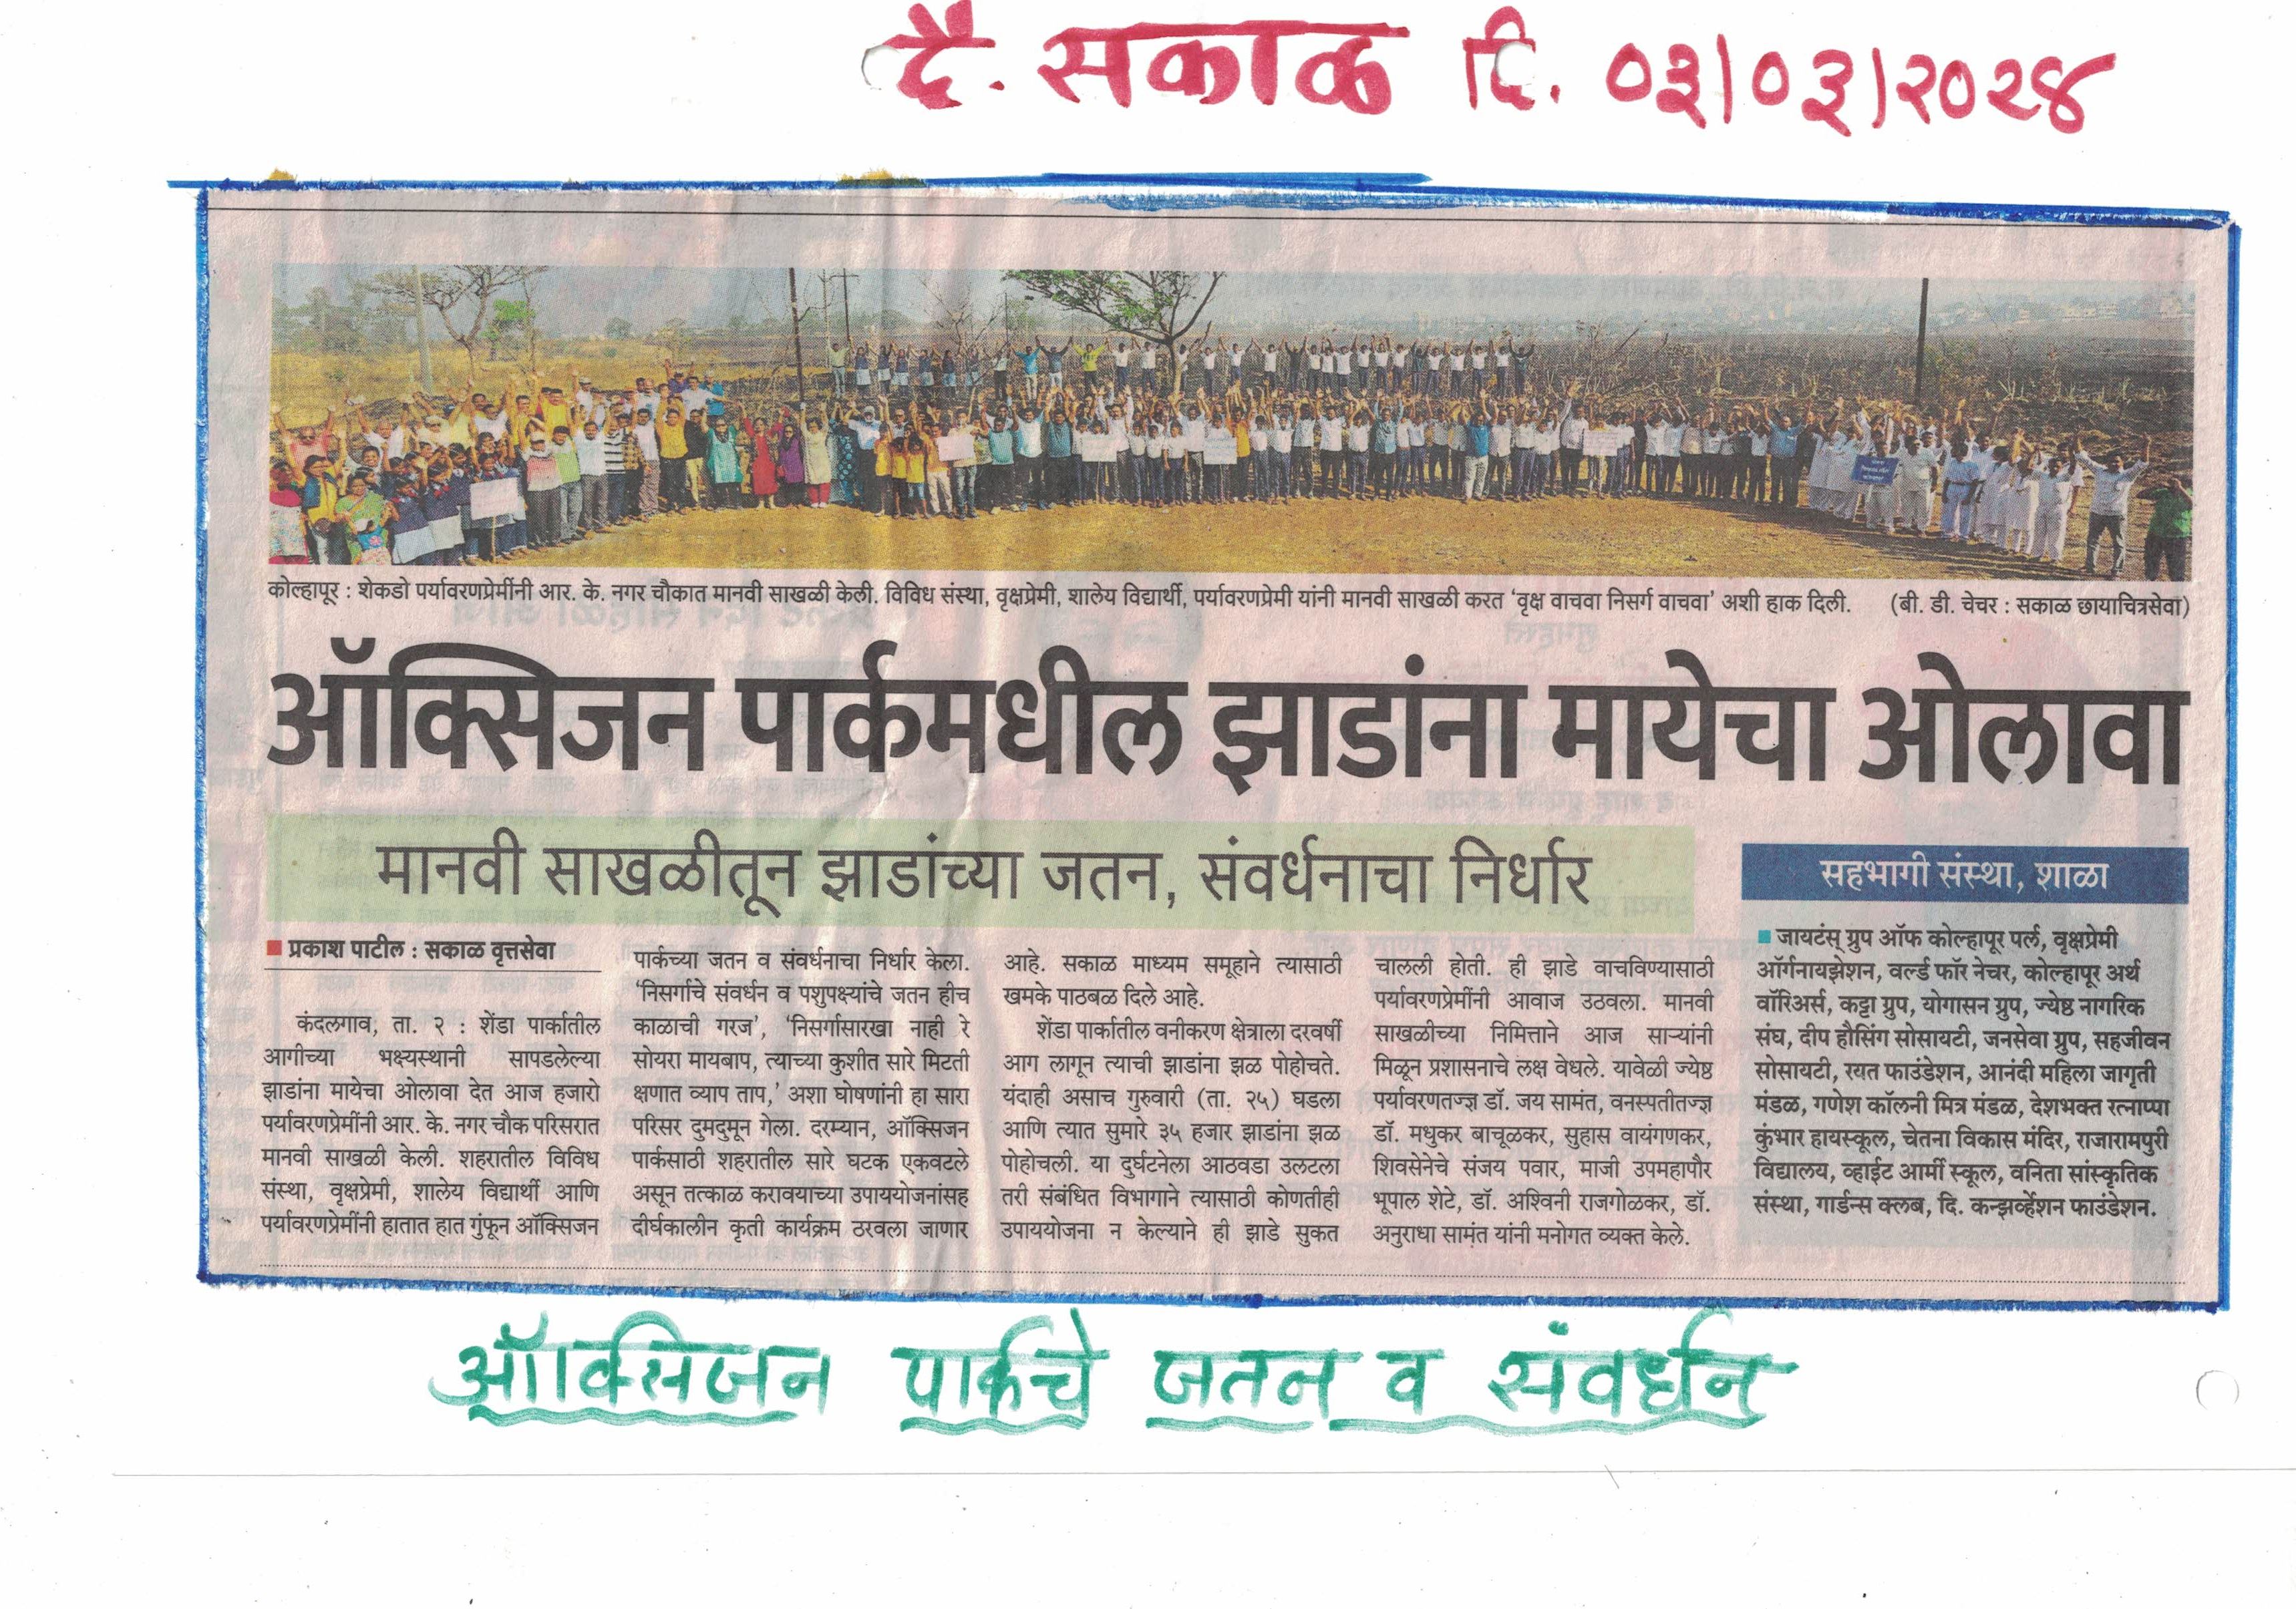 दै. सकाळ दि. ०३/०३/२०२४
कोल्हापूर : शेकडो पर्यावरणप्रेमींनी आर. के. नगर चौकात मानवी साखळी केली. विविध संस्था, वृक्षप्रेमी, शालेय विद्यार्थी, पर्यावरणप्रेमी यांनी मानवी साखळी करत ‘वृक्ष वाचवा निसर्ग वाचवा’ अशी हाक दिली. (बी. डी. चेचर : सकाळ छायाचित्रसेवा)
ऑक्सिजन पार्कमधील झाडांना मायेचा ओलावा
मानवी साखळीतून झाडांच्या जतन, संवर्धनाचा निर्धार
प्रकाश पाटील : सकाळ वृत्तसेवा
कंदलगाव, ता. २ : शेंडा पार्कातील
आगीच्या भक्ष्यस्थानी सापडलेल्या
झाडांना मायेचा ओलावा देत आज हजारो
पर्यावरणप्रेमींनी आर. के. नगर चौक परिसरात
मानवी साखळी केली. शहरातील विविध
संस्था, वृक्षप्रेमी, शालेय विद्यार्थी आणि
पर्यावरणप्रेमींनी हातात हात गुंफून ऑक्सिजन
पार्कच्या जतन व संवर्धनाचा निर्धार केला.
‘निसर्गाचे संवर्धन व पशुपक्ष्यांचे जतन हीच
काळाची गरज’, ‘निसर्गासारखा नाही रे
सोयरा मायबाप, त्याच्या कुशीत सारे मिटती
क्षणात व्याप ताप,’ अशा घोषणांनी हा सारा
परिसर दुमदुमून गेला. दरम्यान, ऑक्सिजन
पार्कसाठी शहरातील सारे घटक एकवटले
असून तत्काळ करावयाच्या उपाययोजनांसह
दीर्घकालीन कृती कार्यक्रम ठरवला जाणार
आहे. सकाळ माध्यम समूहाने त्यासाठी
खमके पाठबळ दिले आहे.
शेंडा पार्कातील वनीकरण क्षेत्राला दरवर्षी
आग लागून त्याची झाडांना झळ पोहोचते.
यंदाही असाच गुरुवारी (ता. २५) घडला
आणि त्यात सुमारे ३५ हजार झाडांना झळ
पोहोचली. या दुर्घटनेला आठवडा उलटला
तरी संबंधित विभागाने त्यासाठी कोणतीही
उपाययोजना न केल्याने ही झाडे सुकत
चालली होती. ही झाडे वाचविण्यासाठी
पर्यावरणप्रेमींनी आवाज उठवला. मानवी
साखळीच्या निमित्ताने आज साऱ्यांनी
मिळून प्रशासनाचे लक्ष वेधले. यावेळी ज्येष्ठ
पर्यावरणतज्ज्ञ डॉ. जय सामंत, वनस्पतीतज्ज्ञ
डॉ. मधुकर बाचूळकर, सुहास वायंगणकर,
शिवसेनेचे संजय पवार, माजी उपमहापौर
भूपाल शेटे, डॉ. अश्विनी राजगोळकर, डॉ.
अनुराधा सामंत यांनी मनोगत व्यक्त केले.
सहभागी संस्था, शाळा
जायंटस् ग्रुप ऑफ कोल्हापूर पर्ल, वृक्षप्रेमी
ऑर्गनायझेशन, वर्ल्ड फॉर नेचर, कोल्हापूर अर्थ
वॉरिअर्स, कट्टा ग्रुप, योगासन ग्रुप, ज्येष्ठ नागरिक
संघ, दीप हौसिंग सोसायटी, जनसेवा ग्रुप, सहजीवन
सोसायटी, रयत फाउंडेशन, आनंदी महिला जागृती
मंडळ, गणेश कॉलनी मित्र मंडळ, देशभक्त रत्नाप्पा
कुंभार हायस्कूल, चेतना विकास मंदिर, राजारामपुरी
विद्यालय, व्हाईट आर्मी स्कूल, वनिता सांस्कृतिक
संस्था, गार्डन्स क्लब, दि. कन्झर्व्हेशन फाउंडेशन.
ऑक्सिजन पार्कचे जतन व संवर्धन